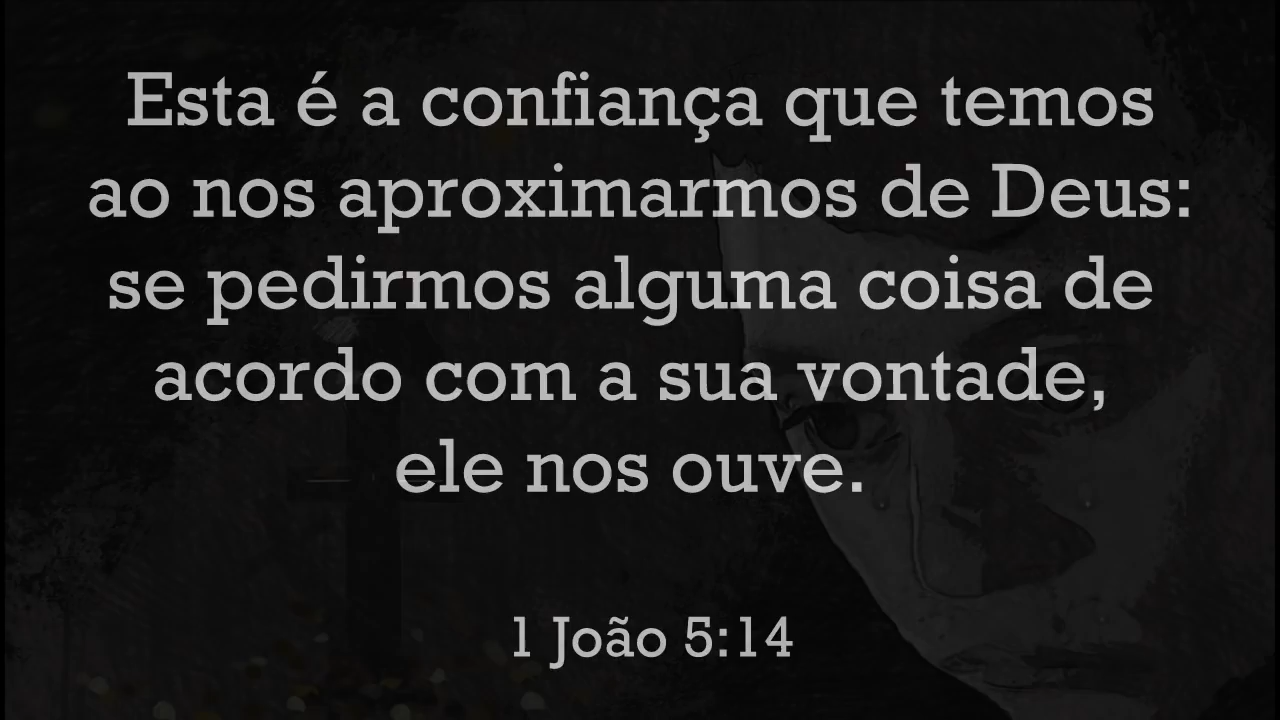 Esta é a confiança que temos
ao nos aproximarmos de Deus:
se pedirmos alguma coisa de
acordo com a sua vontade,
ele nos ouve.
1 João 5:14